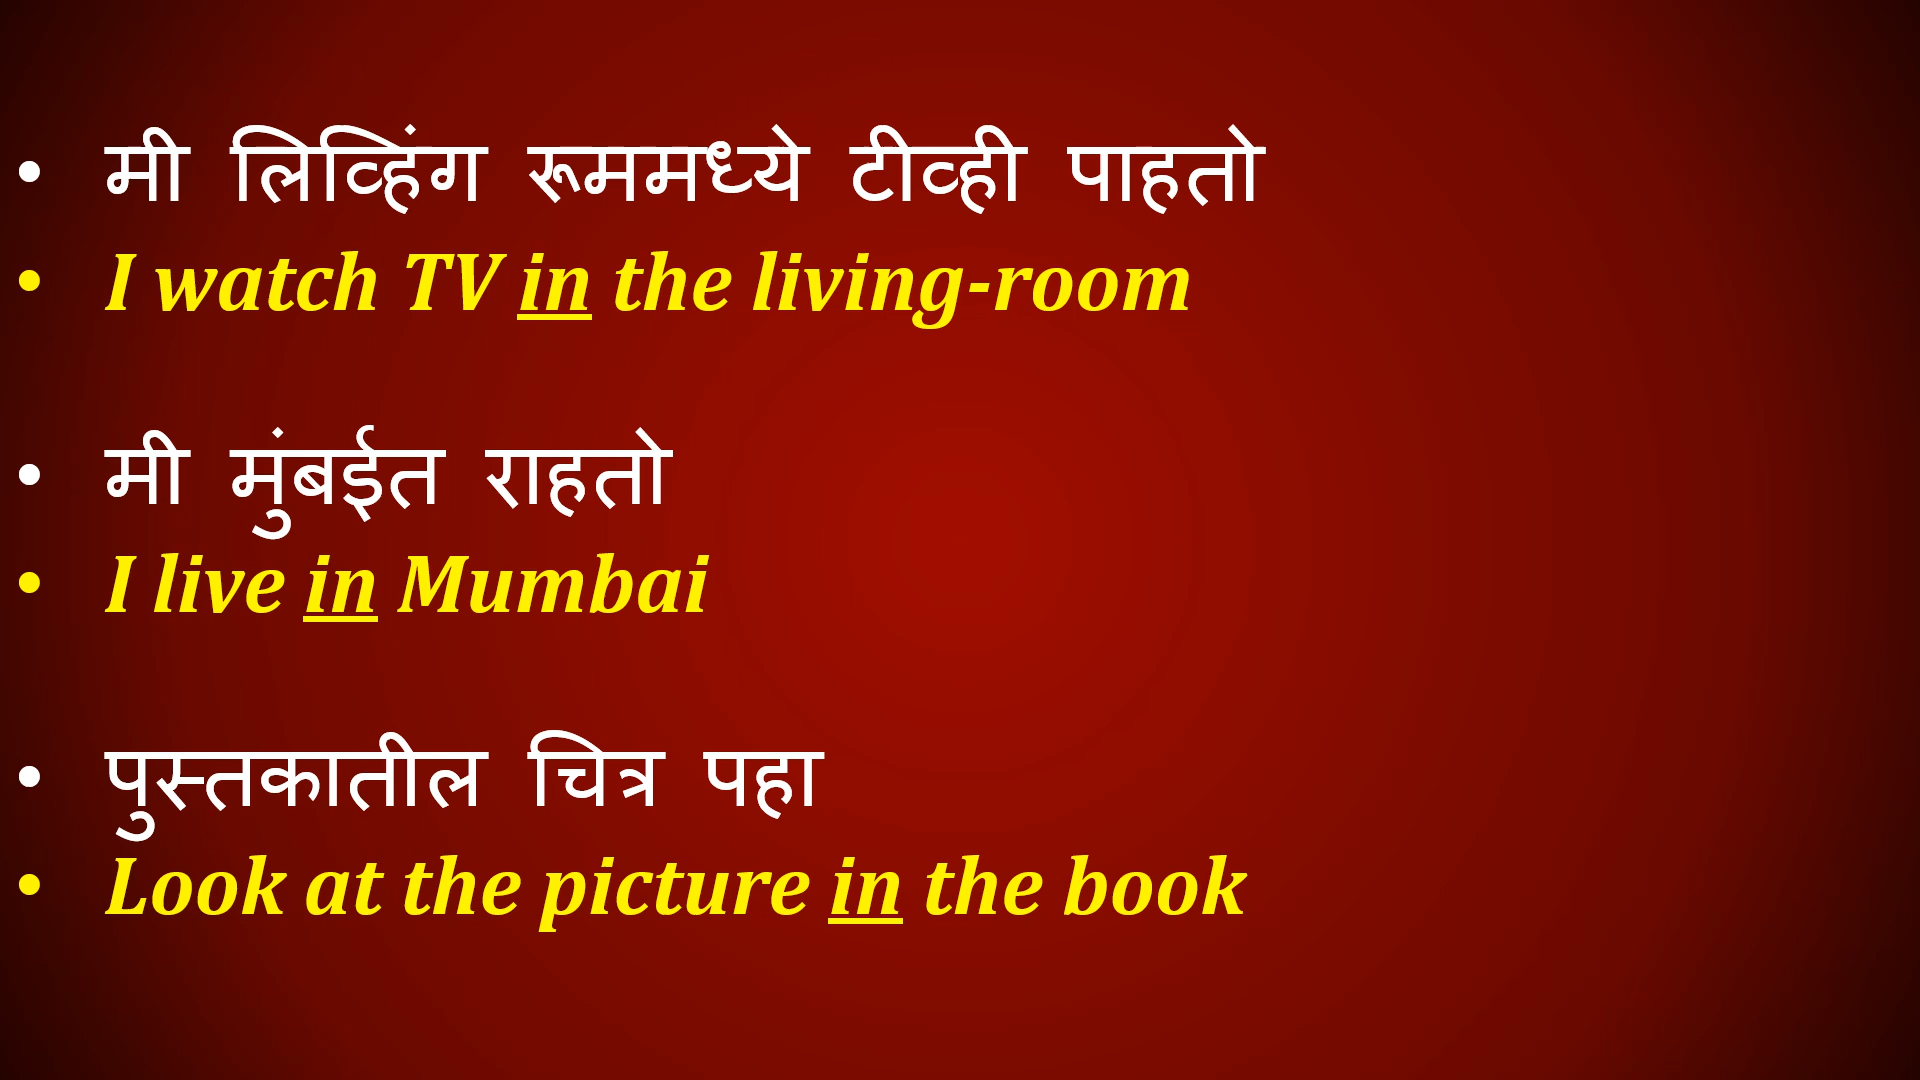 • मी लिव्हिंग रूममध्ये टीव्ही पाहतो
• I watch TV in the living-room
• मी मुंबईत राहतो
• I live in Mumbai
• पुस्तकातील चित्र पहा
• Look at the picture in the book